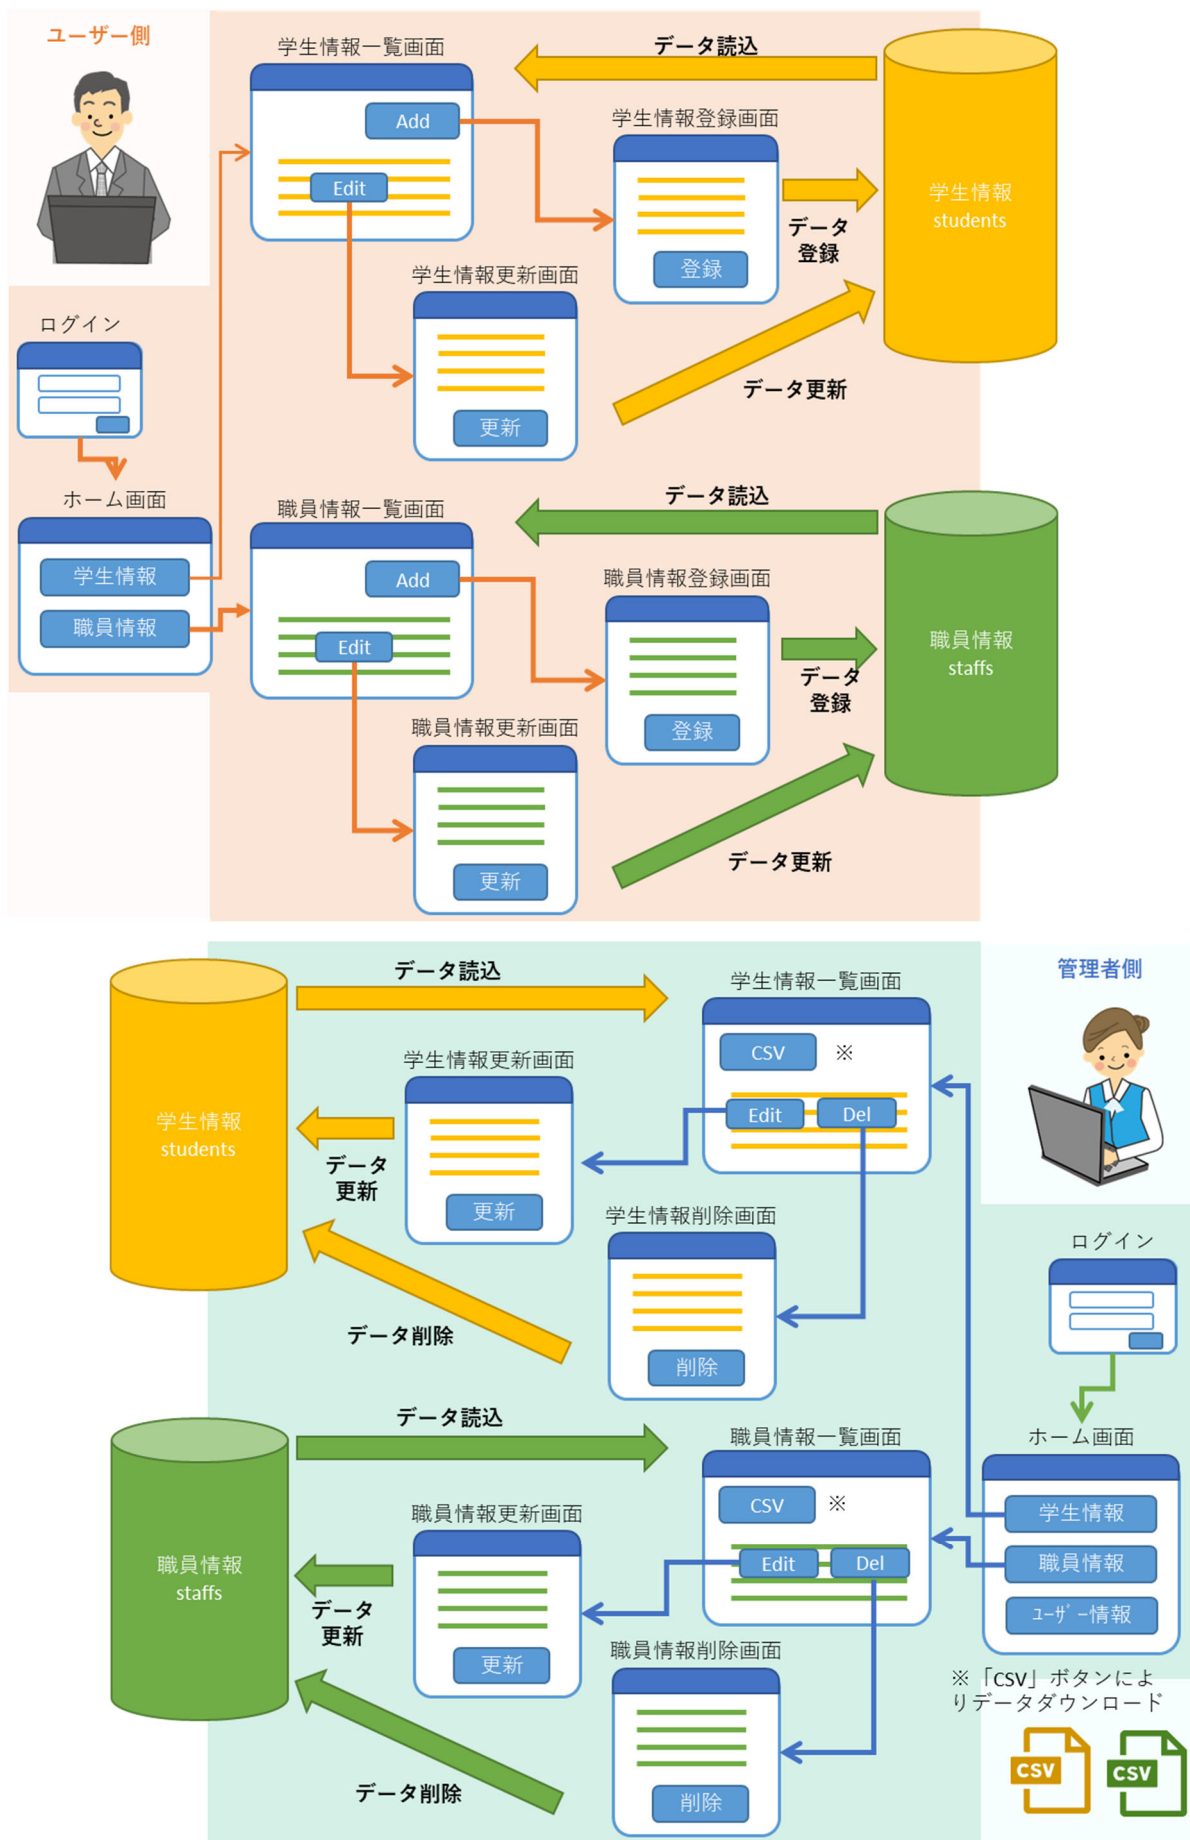 ユーザー側
学生情報一覧画面
データ読込
Add
学生情報登録画面
Edit
学生情報
students
データ
登録
登録
学生情報更新画面
ログイン
データ更新
更新
ホーム画面
学生情報
職員情報
職員情報一覧画面
データ読込
Add
職員情報登録画面
Edit
職員情報
staffs
データ
登録
登録
職員情報更新画面
データ更新
更新
管理者側
データ読込
学生情報一覧画面
CSV ※
学生情報更新画面
Edit
Del
学生情報
students
データ
更新
更新
学生情報削除画面
ログイン
データ削除
削除
データ読込
職員情報一覧画面
ホーム画面
CSV ※
学生情報
職員情報更新画面
Edit
Del
職員情報
職員情報
staffs
データ
更新
ﾕｰｻﾞｰ情報
更新
職員情報削除画面
※「CSV」ボタンによ
りデータダウンロード
CSV
CSV
データ削除
削除